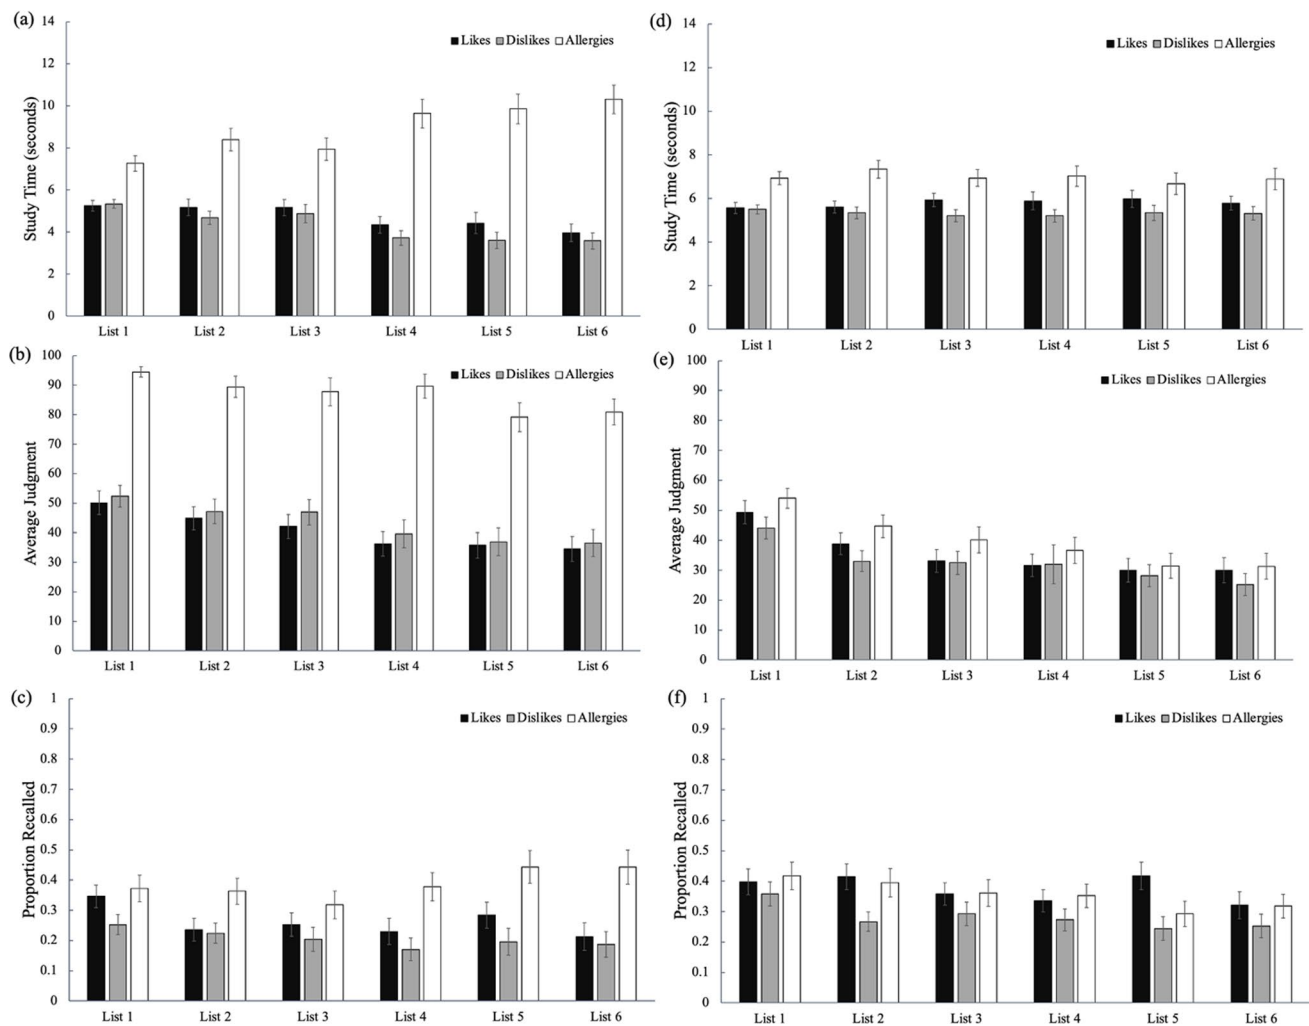 (a)
14
12
10
8
6
4
2
0
Study Time (seconds)
Likes Dislikes Allergies
List 1 List 2 List 3 List 4 List 5 List 6
(d)
14
12
10
8
6
4
2
0
Study Time (seconds)
Likes Dislikes Allergies
List 1 List 2 List 3 List 4 List 5 List 6
(b)
100
90
80
70
60
50
40
30
20
10
0
Average Judgment
Likes Dislikes Allergies
List 1 List 2 List 3 List 4 List 5 List 6
(e)
100
90
80
70
60
50
40
30
20
10
0
Average Judgment
Likes Dislikes Allergies
List 1 List 2 List 3 List 4 List 5 List 6
(c)
1
0.9
0.8
0.7
0.6
0.5
0.4
0.3
0.2
0.1
0
Proportion Recalled
Likes Dislikes Allergies
List 1 List 2 List 3 List 4 List 5 List 6
(f)
1
0.9
0.8
0.7
0.6
0.5
0.4
0.3
0.2
0.1
0
Proportion Recalled
Likes Dislikes Allergies
List 1 List 2 List 3 List 4 List 5 List 6